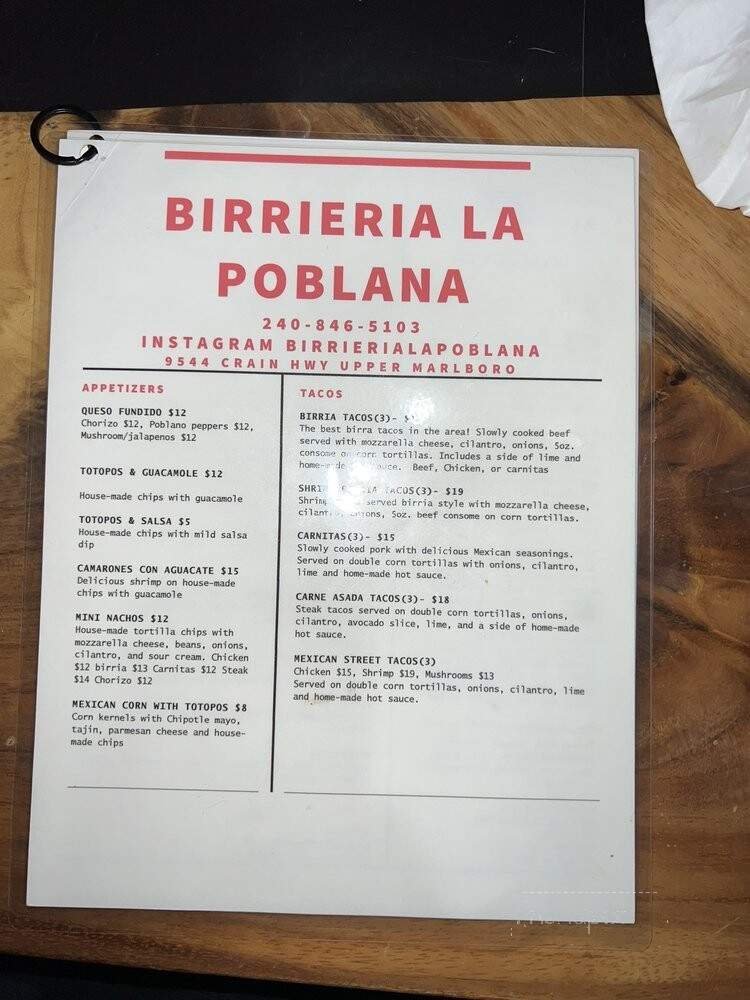 BIRRIERIA LA
POBLANA
240-846-5103
INSTAGRAM BIRRIERIALAPOBLANA
9544 CRAIN HWY UPPER MARLBORO
APPETIZERS
QUESO FUNDIDO $12
Chorizo $12, Poblano peppers $12,
Mushroom/jalapenos $12
TOTOPOS & GUACAMOLE $12
House-made chips with guacamole
TOTOPOS & SALSA $5
House-made chips with mild salsa
dip
CAMARONES CON AGUACATE $15
Delicious shrimp on house-made
chips with guacamole
MINI NACHOS $12
House-made tortilla chips with
mozzarella cheese, beans, onions,
cilantro, and sour cream. Chicken
$12 birria $13 Carnitas $12 Steak
$14 Chorizo $12
MEXICAN CORN WITH TOTOPOS $8
Corn kernels with Chipotle mayo,
tajin, parmesan cheese and house-
made chips
TACOS
BIRRIA TACOS(3)-
The best birra tacos in the area! Slowly cooked beef
served with mozzarella cheese, cilantro, onions, 5oz.
consome on corn tortillas. Includes a side of lime and
Beef, Chicken, or carnitas
TACOS(3)- $19
served birria style with mozzarella cheese,
5oz. beef consome on corn tortillas.
CARNITAS(3)- $15
Slowly cooked pork with delicious Mexican seasonings.
Served on double corn tortillas with onions, cilantro,
lime and home-made hot sauce.
CARNE ASADA TACOS(3)- $18
Steak tacos served on double corn tortillas, onions,
cilantro, avocado slice, lime, and a side of home-made
hot sauce.
MEXICAN STREET TACOS(3)
Chicken $15, Shrimp $19, Mushrooms $13
Served on double corn tortillas, onions, cilantro, lime
and home-made hot sauce.